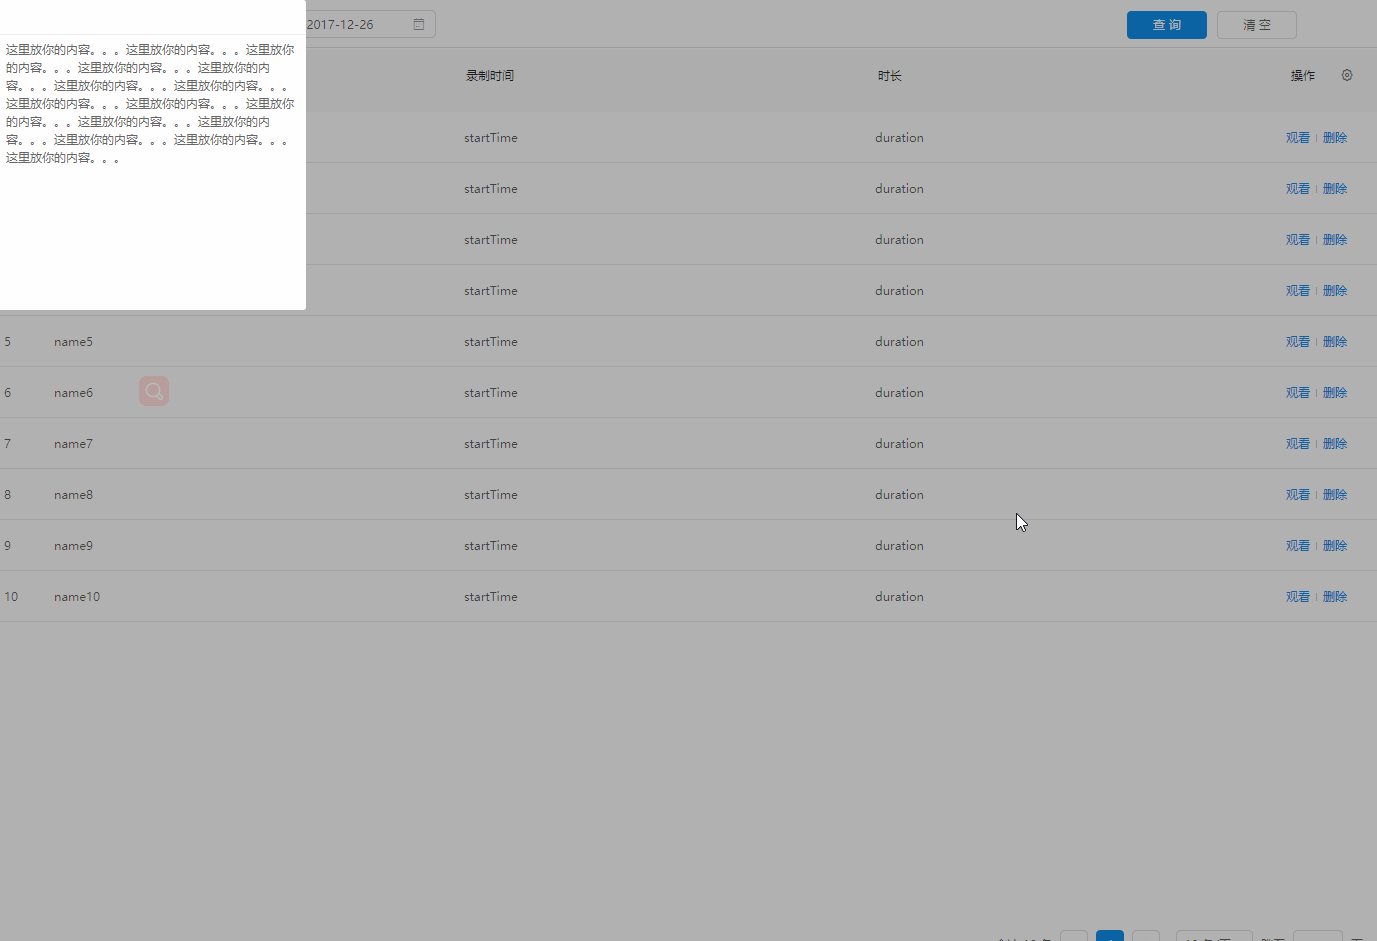 2017-12-26
查 询
清 空
这里放你的内容。。。这里放你的内容。。。这里放你
的内容。。。这里放你的内容。。。这里放你的内
容。。。这里放你的内容。。。这里放你的内容。。。
这里放你的内容。。。这里放你的内容。。。这里放你
的内容。。。这里放你的内容。。。这里放你的内
容。。。这里放你的内容。。。这里放你的内容。。。
这里放你的内容。。。
录制时间 时长 操作
startTime duration 观看 删除
startTime duration 观看 删除
startTime duration 观看 删除
startTime duration 观看 删除
5 name5 startTime duration 观看 删除
6 name6 startTime duration 观看 删除
7 name7 startTime duration 观看 删除
8 name8 startTime duration 观看 删除
9 name9 startTime duration 观看 删除
10 name10 startTime duration 观看 删除